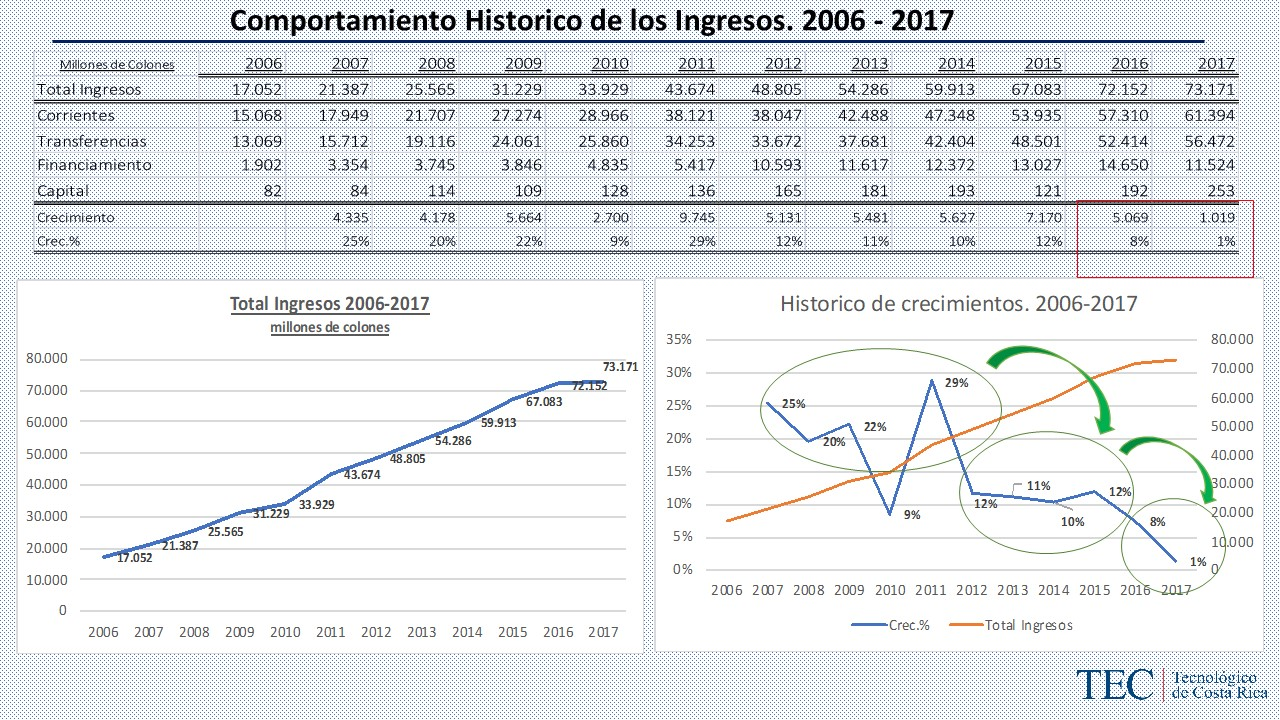 Comportamiento Historico de los Ingresos. 2006 - 2017
Millones de Colones 2006 2007 2008 2009 2010 2011 2012 2013 2014 2015 2016 2017
Total Ingresos 17.052 21.387 25.565 31.229 33.929 43.674 48.805 54.286 59.913 67.083 72.152 73.171
Corrientes 15.068 17.949 21.707 27.274 28.966 38.121 38.047 42.488 47.348 53.935 57.310 61.394
Transferencias 13.069 15.712 19.116 24.061 25.860 34.253 33.672 37.681 42.404 48.501 52.414 56.472
Financiamiento 1.902 3.354 3.745 3.846 4.835 5.417 10.593 11.617 12.372 13.027 14.650 11.524
Capital 82 84 114 109 128 136 165 181 193 121 192 253
Crecimiento 4.335 4.178 5.664 2.700 9.745 5.131 5.481 5.627 7.170 5.069 1.019
Crec.% 25% 20% 22% 9% 29% 12% 11% 10% 12% 8% 1%
Total Ingresos 2006-2017
millones de colones
80.000
70.000
60.000
50.000
40.000
30.000
20.000
10.000
0
17.052
21.387
25.565
31.229
33.929
43.674
48.805
54.286
59.913
67.083
72.152
73.171
2006 2007 2008 2009 2010 2011 2012 2013 2014 2015 2016 2017
Historico de crecimientos. 2006-2017
35%
30%
25%
20%
15%
10%
5%
0%
25%
20%
22%
9%
29%
12%
11%
10%
12%
8%
1%
80.000
70.000
60.000
50.000
40.000
30.000
20.000
10.000
0
2006 2007 2008 2009 2010 2011 2012 2013 2014 2015 2016 2017
Crec.% Total Ingresos
TEC Tecnológico
de Costa Rica